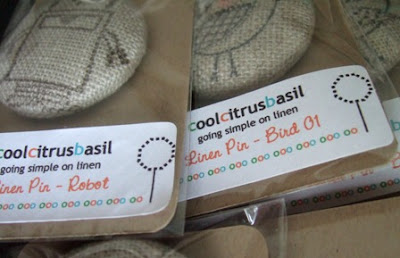 coolcitrusbasil
going simple on linen
Linen Pin - Robot
coolcitrusbasil
going simple on linen
Linen Pin - Bird 01